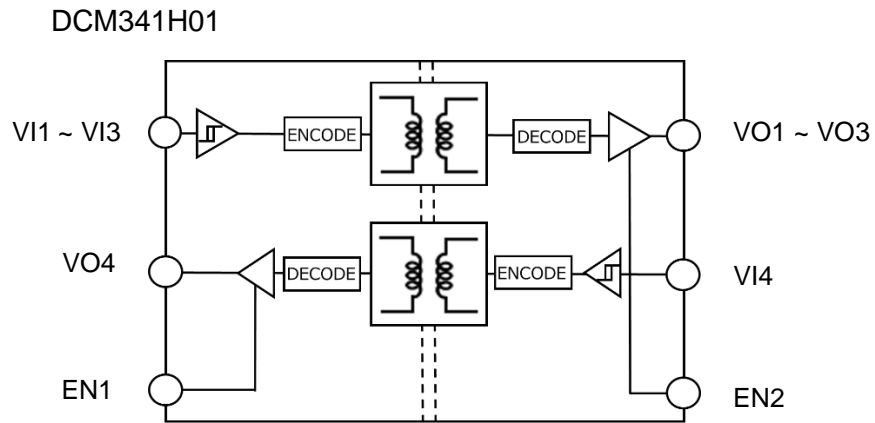 DCM341H01
VI1 ~ VI3
ENCODE
DECODE
VO1 ~ VO3
VO4
DECODE
ENCODE
VI4
EN1
EN2